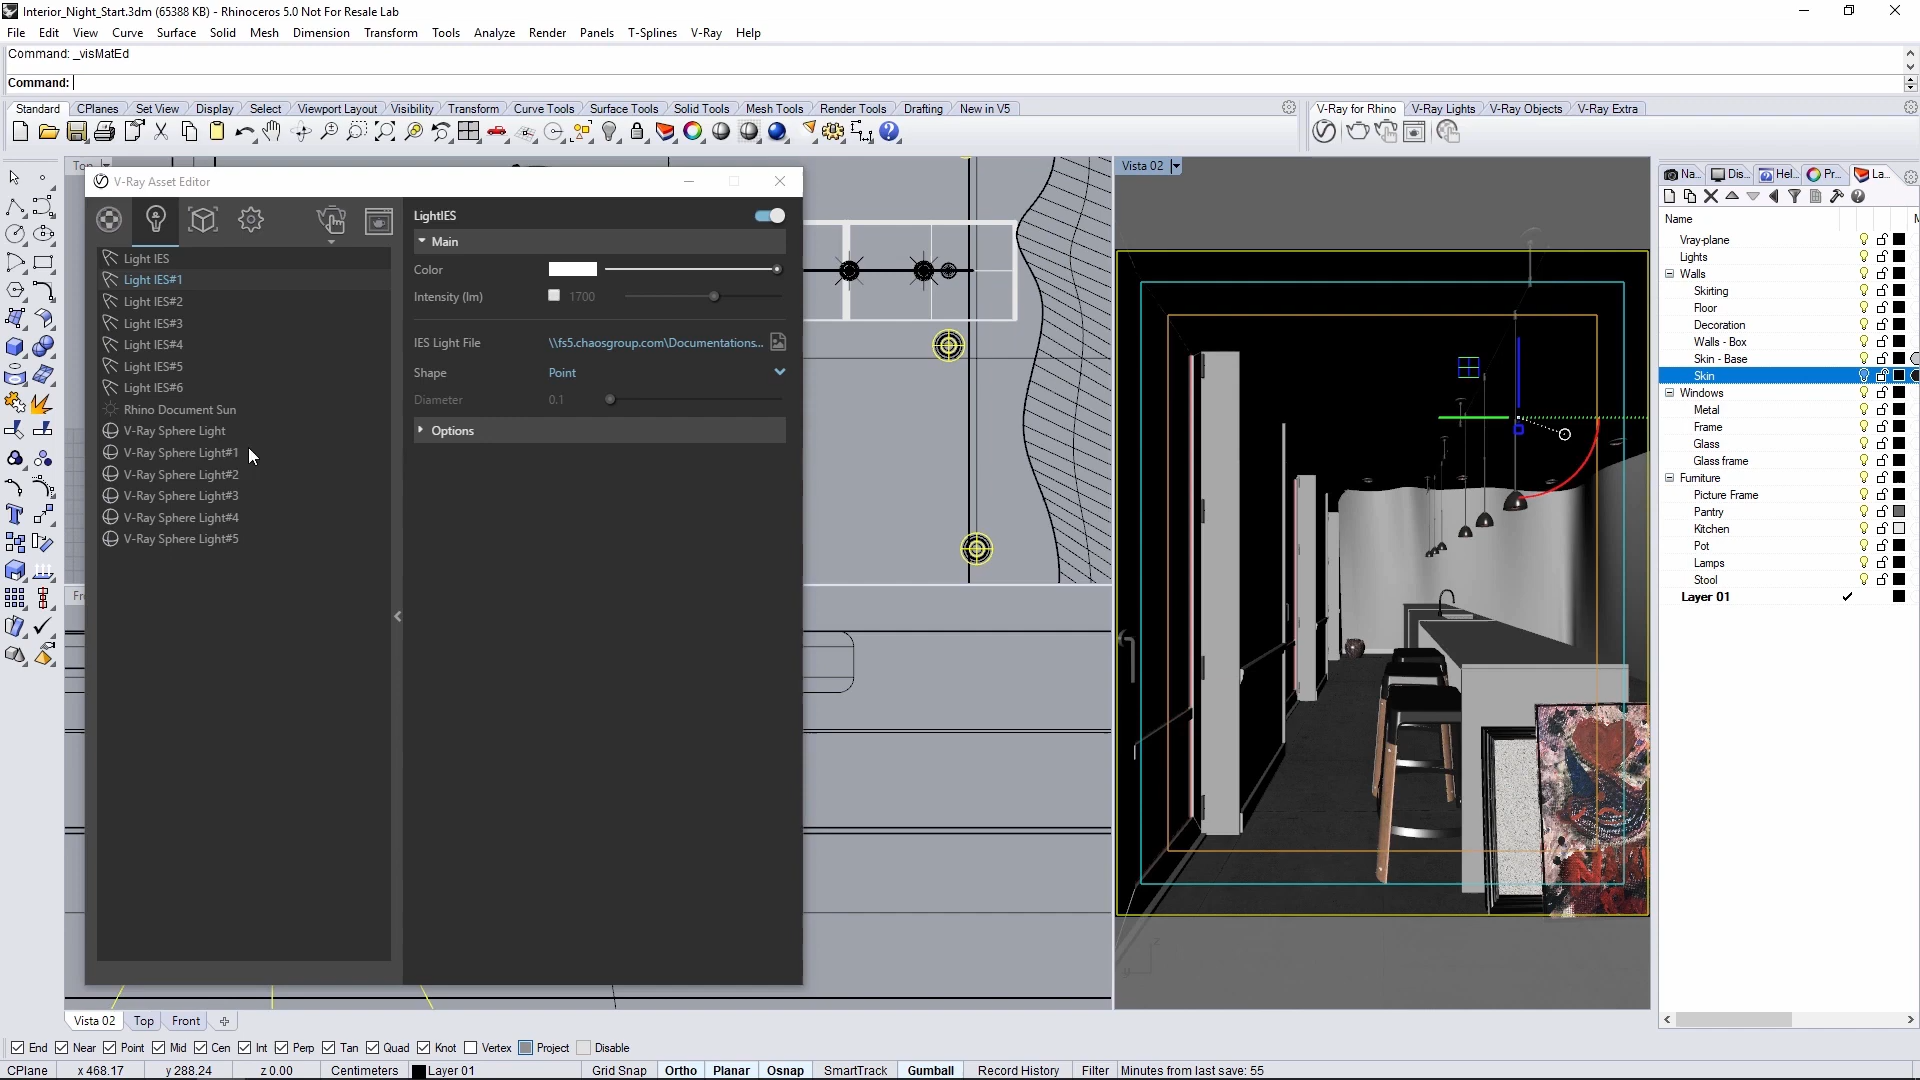 Interior_Night_Start.3dm (65388 KB) - Rhinoceros 5.0 Not For Resale Lab
File Edit View Curve Surface Solid Mesh Dimension Transform Tools Analyze Render Panels T-Splines V-Ray Help
Command: _visMatEd
Command:
Standard CPlanes Set View Display Select Viewport Layout Visibility Transform Curve Tools Surface Tools Solid Tools Mesh Tools Render Tools Drafting New in V5 V-Ray for Rhino V-Ray Lights V-Ray Objects V-Ray Extra
Top
Vista 02
Na... Dis... Hel... Pr... La...
V-Ray Asset Editor
Name
LightIES
Main
Color
Intensity (lm) 1700
IES Light File \\fs5.chaosgroup.com\Documentations...
Shape Point
Diameter 0.1
Options
Light IES
Light IES#1
Light IES#2
Light IES#3
Light IES#4
Light IES#5
Light IES#6
Rhino Document Sun
V-Ray Sphere Light
V-Ray Sphere Light#1
V-Ray Sphere Light#2
V-Ray Sphere Light#3
V-Ray Sphere Light#4
V-Ray Sphere Light#5
Vray-plane
Lights
Walls
Skirting
Floor
Decoration
Walls - Box
Skin - Base
Skin
Windows
Metal
Frame
Glass
Glass frame
Furniture
Picture Frame
Pantry
Kitchen
Pot
Lamps
Stool
Layer 01
Vista 02 Top Front
End Near Point Mid Cen Int Perp Tan Quad Knot Vertex Project Disable
CPlane x 468.17 y 288.24 z 0.00 Centimeters Layer 01 Grid Snap Ortho Planar Osnap SmartTrack Gumball Record History Filter Minutes from last save: 55